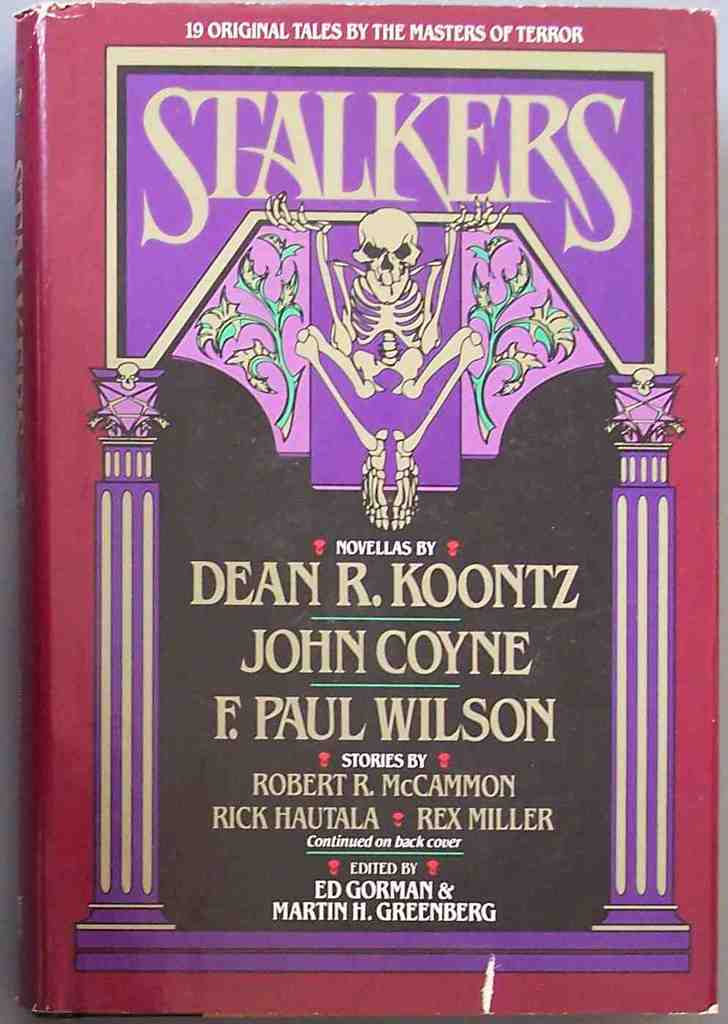 19 ORIGINAL TALES BY THE MASTERS OF TERROR
STALKERS
NOVELLAS BY
DEAN R. KOONTZ
JOHN COYNE
F. PAUL WILSON
STORIES BY
ROBERT R. McCAMMON
RICK HAUTALA • REX MILLER
Continued on back cover
EDITED BY
ED GORMAN &
MARTIN H. GREENBERG